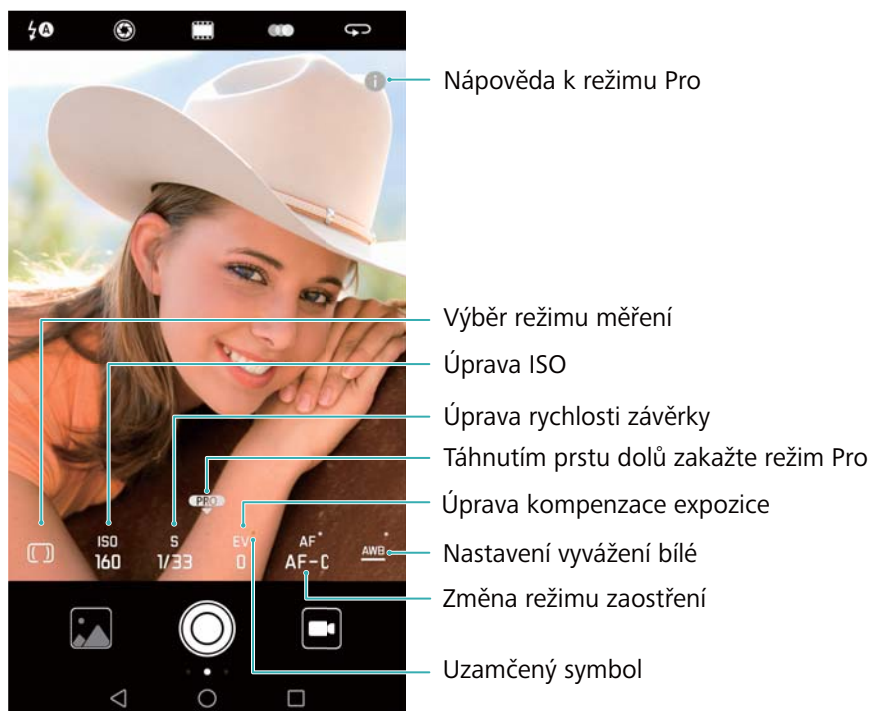 A
i
Nápověda k režimu Pro
Výběr režimu měření
Úprava ISO
Úprava rychlosti závěrky
Táhnutím prstu dolů zakažte režim Pro
PRO
Úprava kompenzace expozice
ISO
160
S
1/33
EV
0
AF
AF-C
AWB
Nastavení vyvážení bílé
Změna režimu zaostření
Uzamčený symbol